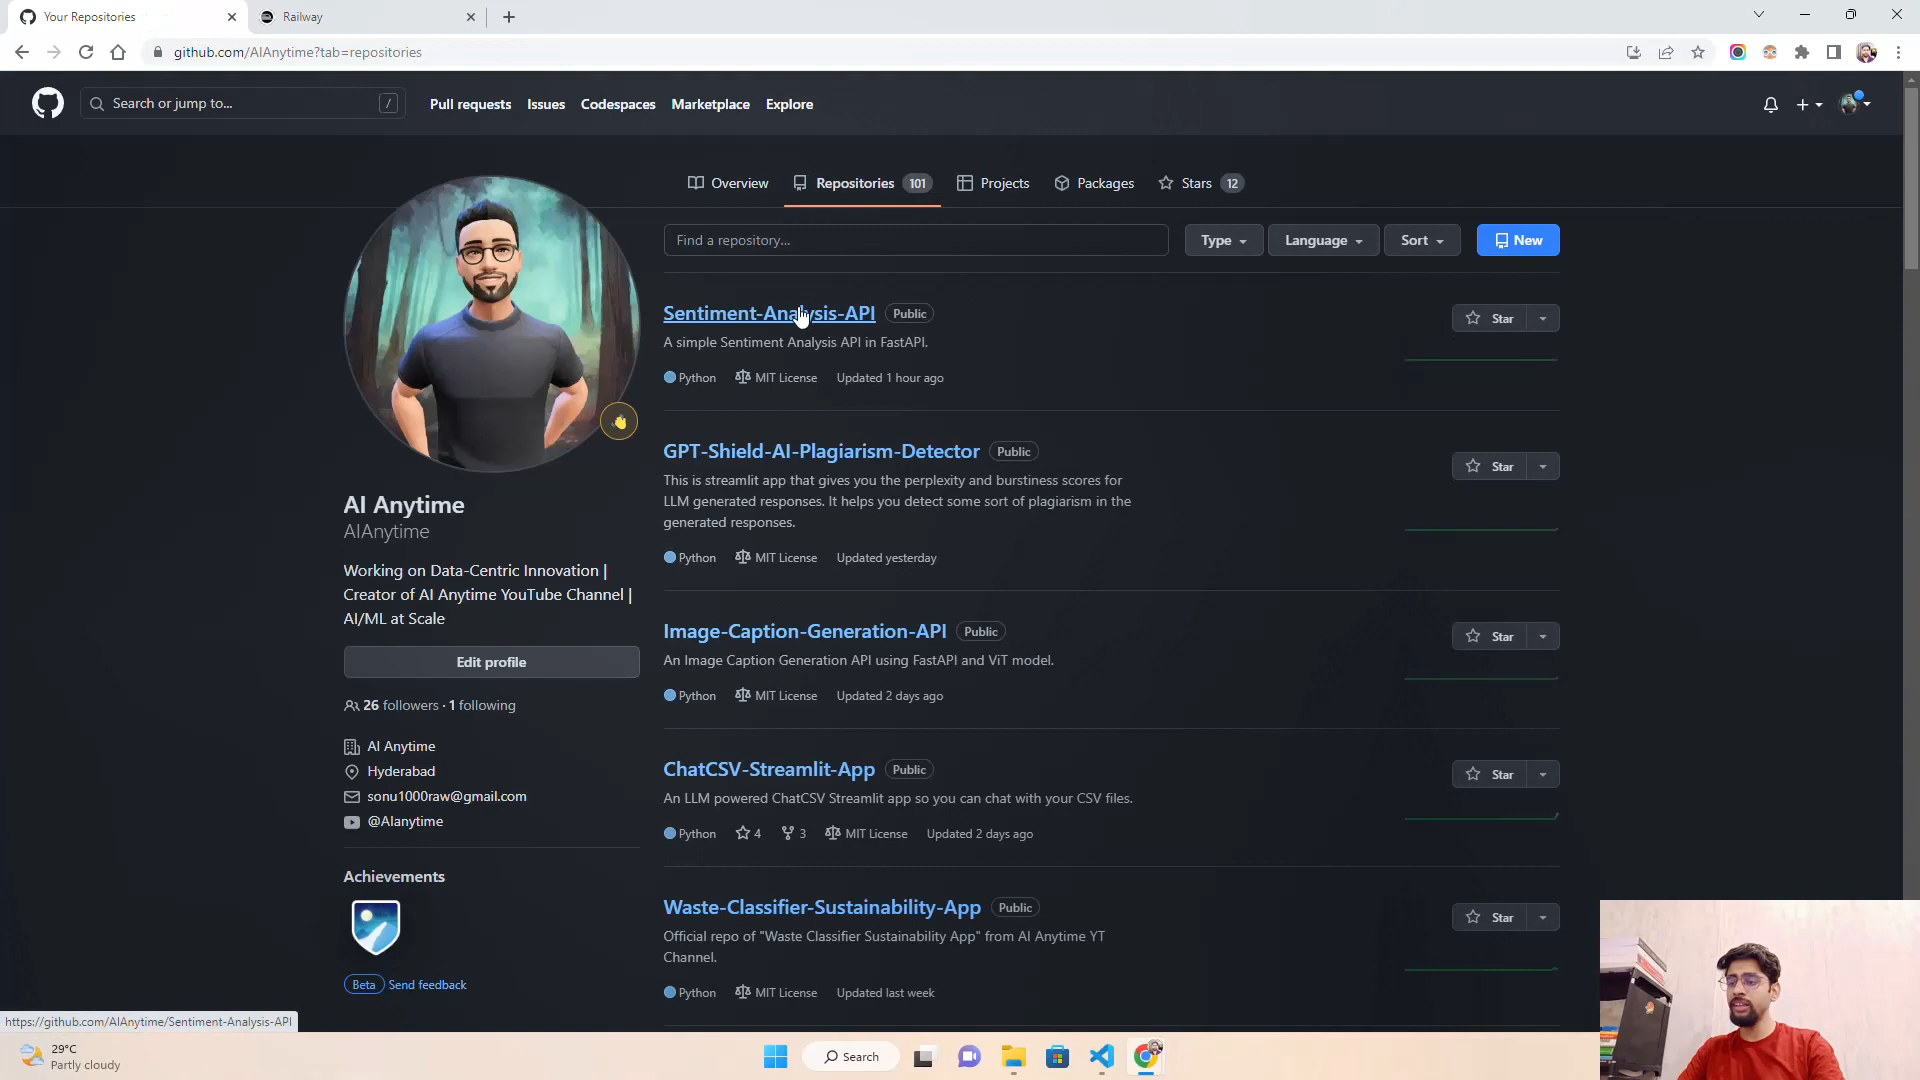 Your Repositories
Railway
github.com/AIAnytime?tab=repositories
Search or jump to...
/
Pull requests
Issues
Codespaces
Marketplace
Explore
Overview
Repositories 101
Projects
Packages
Stars 12
Find a repository...
Type
Language
Sort
New
Sentiment-Analysis-API Public
A simple Sentiment Analysis API in FastAPI.
Python MIT License Updated 1 hour ago
Star
GPT-Shield-AI-Plagiarism-Detector Public
This is streamlit app that gives you the perplexity and burstiness scores for
LLM generated responses. It helps you detect some sort of plagiarism in the
generated responses.
Python MIT License Updated yesterday
Star
Image-Caption-Generation-API Public
An Image Caption Generation API using FastAPI and ViT model.
Python MIT License Updated 2 days ago
Star
ChatCSV-Streamlit-App Public
An LLM powered ChatCSV Streamlit app so you can chat with your CSV files.
Python 4 3 MIT License Updated 2 days ago
Star
Waste-Classifier-Sustainability-App Public
Official repo of "Waste Classifier Sustainability App" from AI Anytime YT
Channel.
Python MIT License Updated last week
Star
AI Anytime
AIAnytime
Working on Data-Centric Innovation |
Creator of AI Anytime YouTube Channel |
AI/ML at Scale
Edit profile
26 followers · 1 following
AI Anytime
Hyderabad
sonu1000raw@gmail.com
@AIanytime
Achievements
Beta Send feedback
https://github.com/AIAnytime/Sentiment-Analysis-API
29°C
Partly cloudy
Search